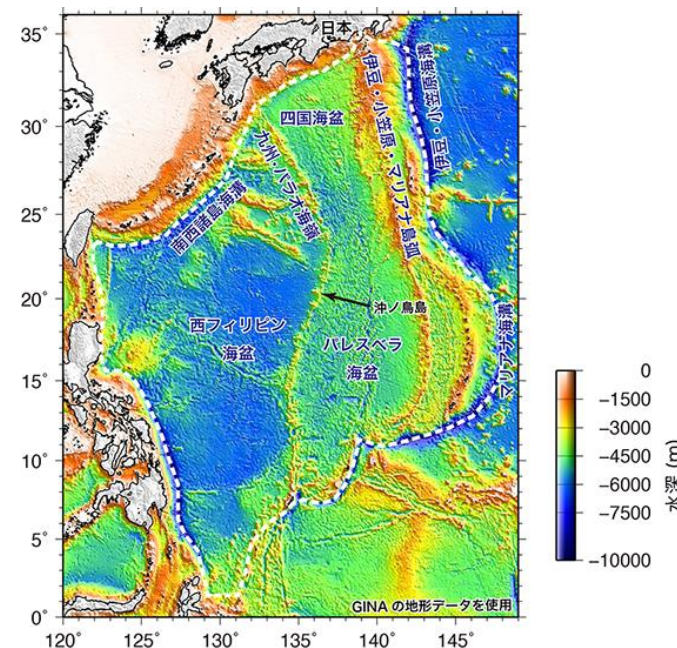 35°
30°
25°
20°
15°
10°
5°
0°
120°
125°
130°
135°
140°
145°
日本
四国海盆
伊豆・小笠原・マリアナ島弧
伊豆・小笠原海溝
九州・パラオ海嶺
南西諸島海溝
沖ノ鳥島
西フィリピン
海盆
パレスベラ
海盆
マリアナ海溝
GINAの地形データを使用
0
−1500
−3000
−4500
−6000
−7500
−10000
水深 (m)